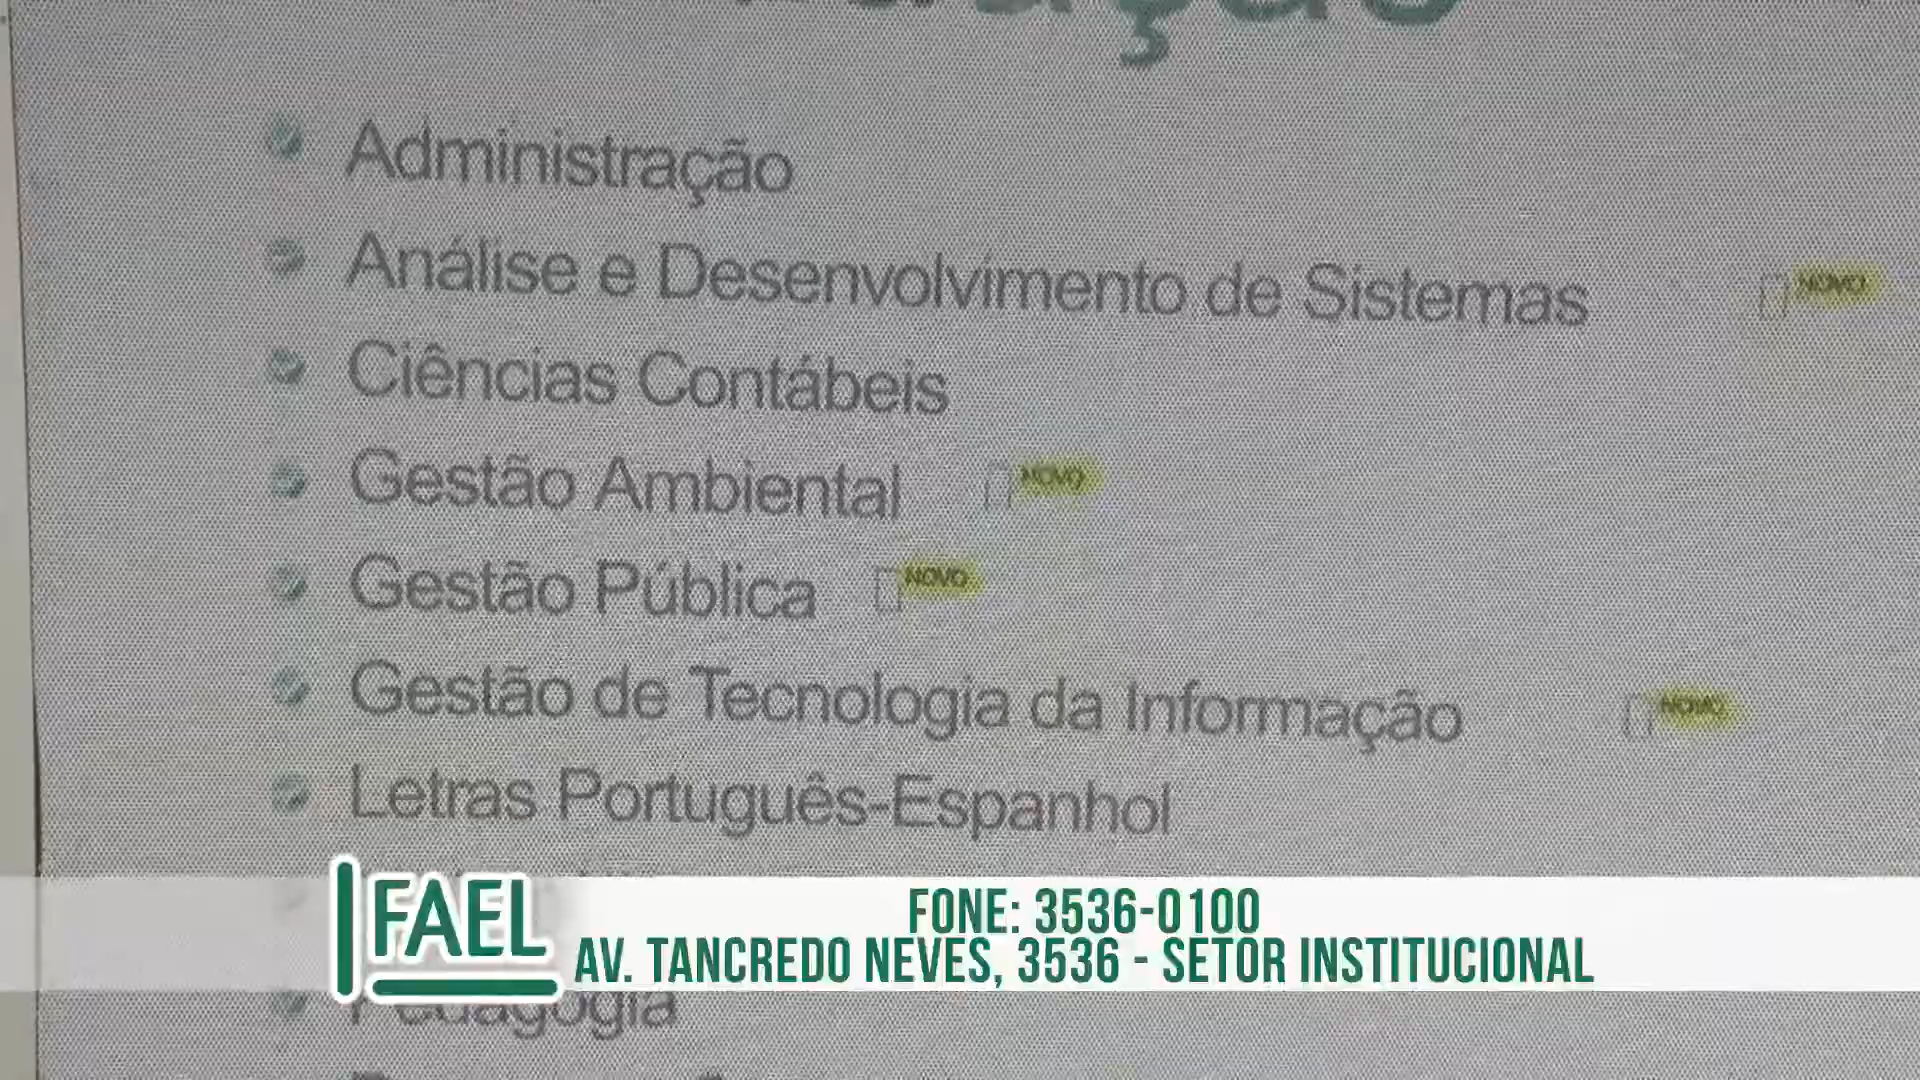 Administração
Análise e Desenvolvimento de Sistemas NOVO
Ciências Contábeis
Gestão Ambiental NOVO
Gestão Pública NOVO
Gestão de Tecnologia da Informação NOVO
Letras Português-Espanhol
FAEL
FONE: 3536-0100
AV. TANCREDO NEVES, 3536 - SETOR INSTITUCIONAL
Pedagogia